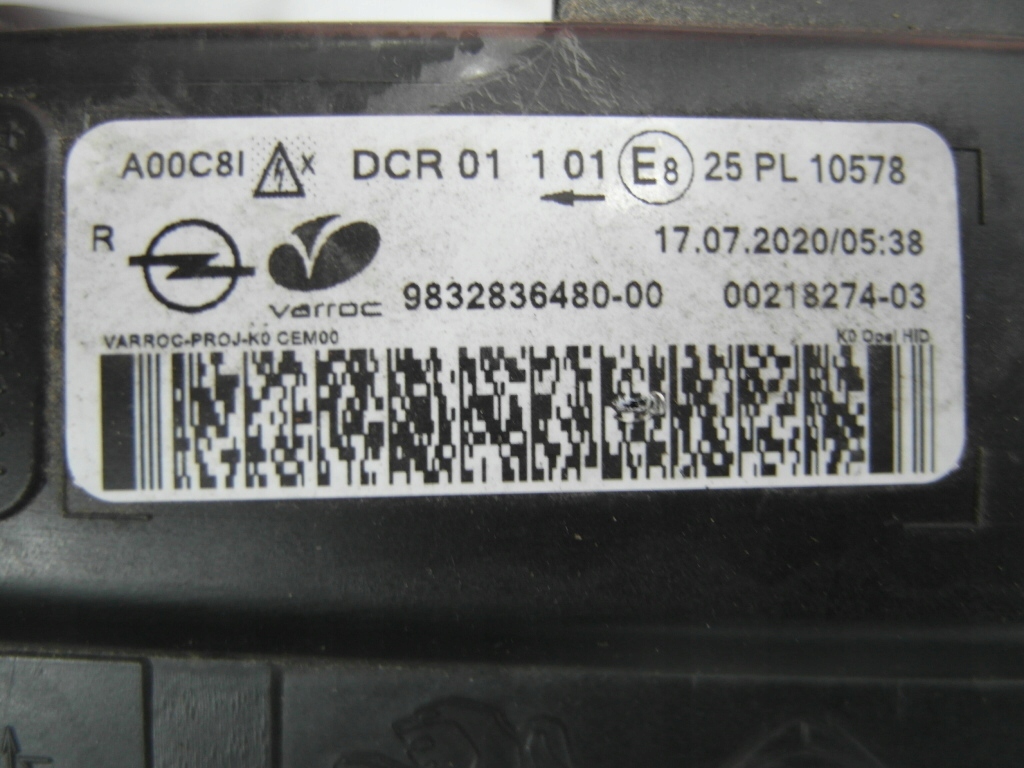 A00C8I X DCR 01 1 01 E8 25 PL 10578
R 17.07.2020/05:38
varroc 9832836480-00 00218274-03
VARROC-PROJ-K0 CEM00 K0 Opel HID